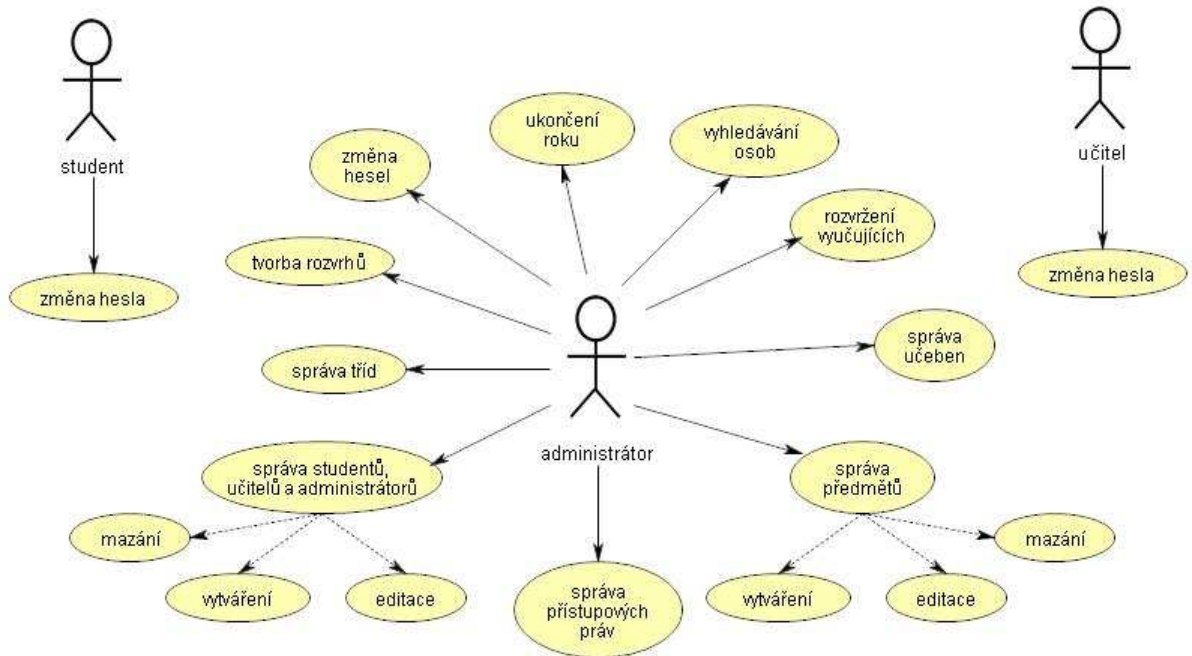 ukončení
roku
vyhledávání
osob
student
změna
hesel
učitel
rozvržení
vyučujících
tvorba rozvrhů
změna hesla
změna hesla
správa
učeben
správa tříd
administrátor
správa studentů,
učitelů a administrátorů
správa
předmětů
mazání
mazání
vytváření
editace
správa
přístupových
práv
vytváření
editace